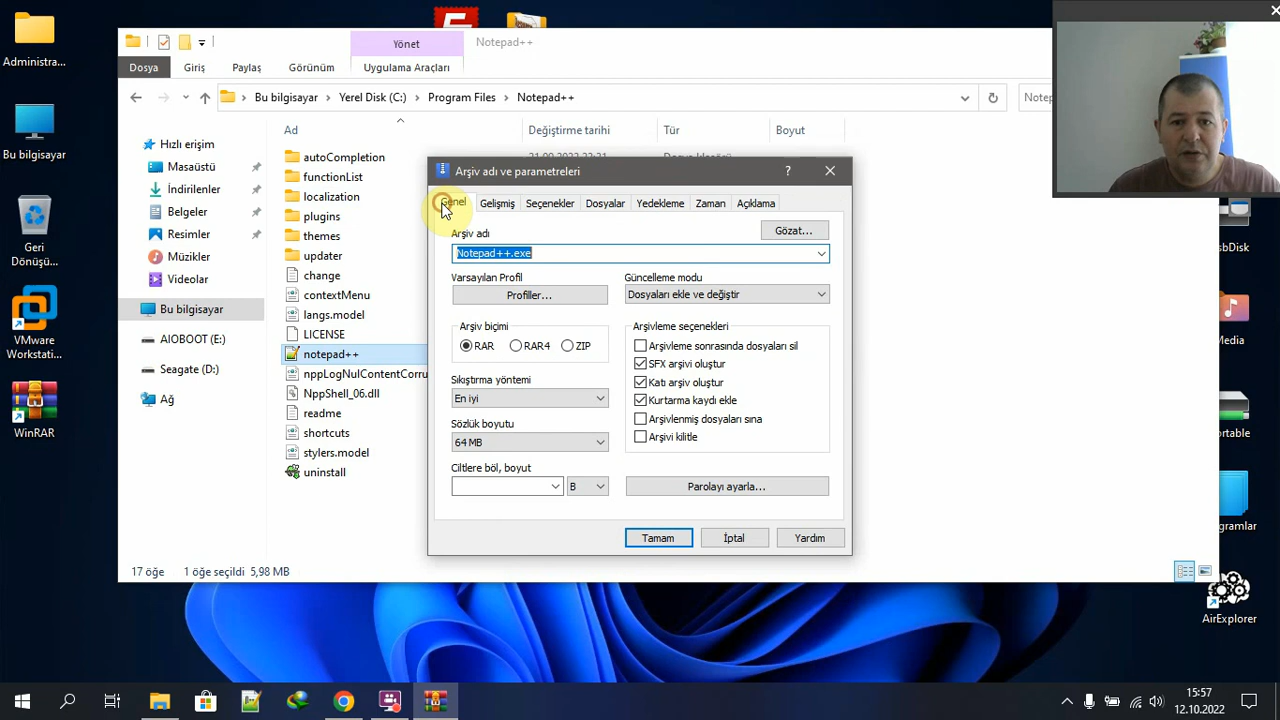 Administra...
Bu bilgisayar
Geri
Dönüşü...
VMware
Workstati...
WinRAR
Yönet
Notepad++
Dosya
Giriş
Paylaş
Görünüm
Uygulama Araçları
Bu bilgisayar
Yerel Disk (C:)
Program Files
Notepad++
Ad
Değiştirme tarihi
Tür
Boyut
Hızlı erişim
Masaüstü
İndirilenler
Belgeler
Resimler
Müzikler
Videolar
Bu bilgisayar
AIOBOOT (E:)
Seagate (D:)
Ağ
autoCompletion
functionList
localization
plugins
themes
updater
change
contextMenu
langs.model
LICENSE
notepad++
nppLogNulContentCorru
NppShell_06.dll
readme
shortcuts
stylers.model
uninstall
Arşiv adı ve parametreleri
?
Genel
Gelişmiş
Seçenekler
Dosyalar
Yedekleme
Zaman
Açıklama
Arşiv adı
Gözat...
Notepad++.exe
Varsayılan Profil
Profiller...
Güncelleme modu
Dosyaları ekle ve değiştir
Arşiv biçimi
RAR
RAR4
ZIP
Sıkıştırma yöntemi
En iyi
Sözlük boyutu
64 MB
Ciltlere böl, boyut
B
Arşivleme seçenekleri
Arşivleme sonrasında dosyaları sil
SFX arşivi oluştur
Katı arşiv oluştur
Kurtarma kaydı ekle
Arşivlenmiş dosyaları sına
Arşivi kilitle
Parolayı ayarla...
Tamam
İptal
Yardım
17 öğe
1 öğe seçildi
5,98 MB
AirExplorer
15:57
12.10.2022